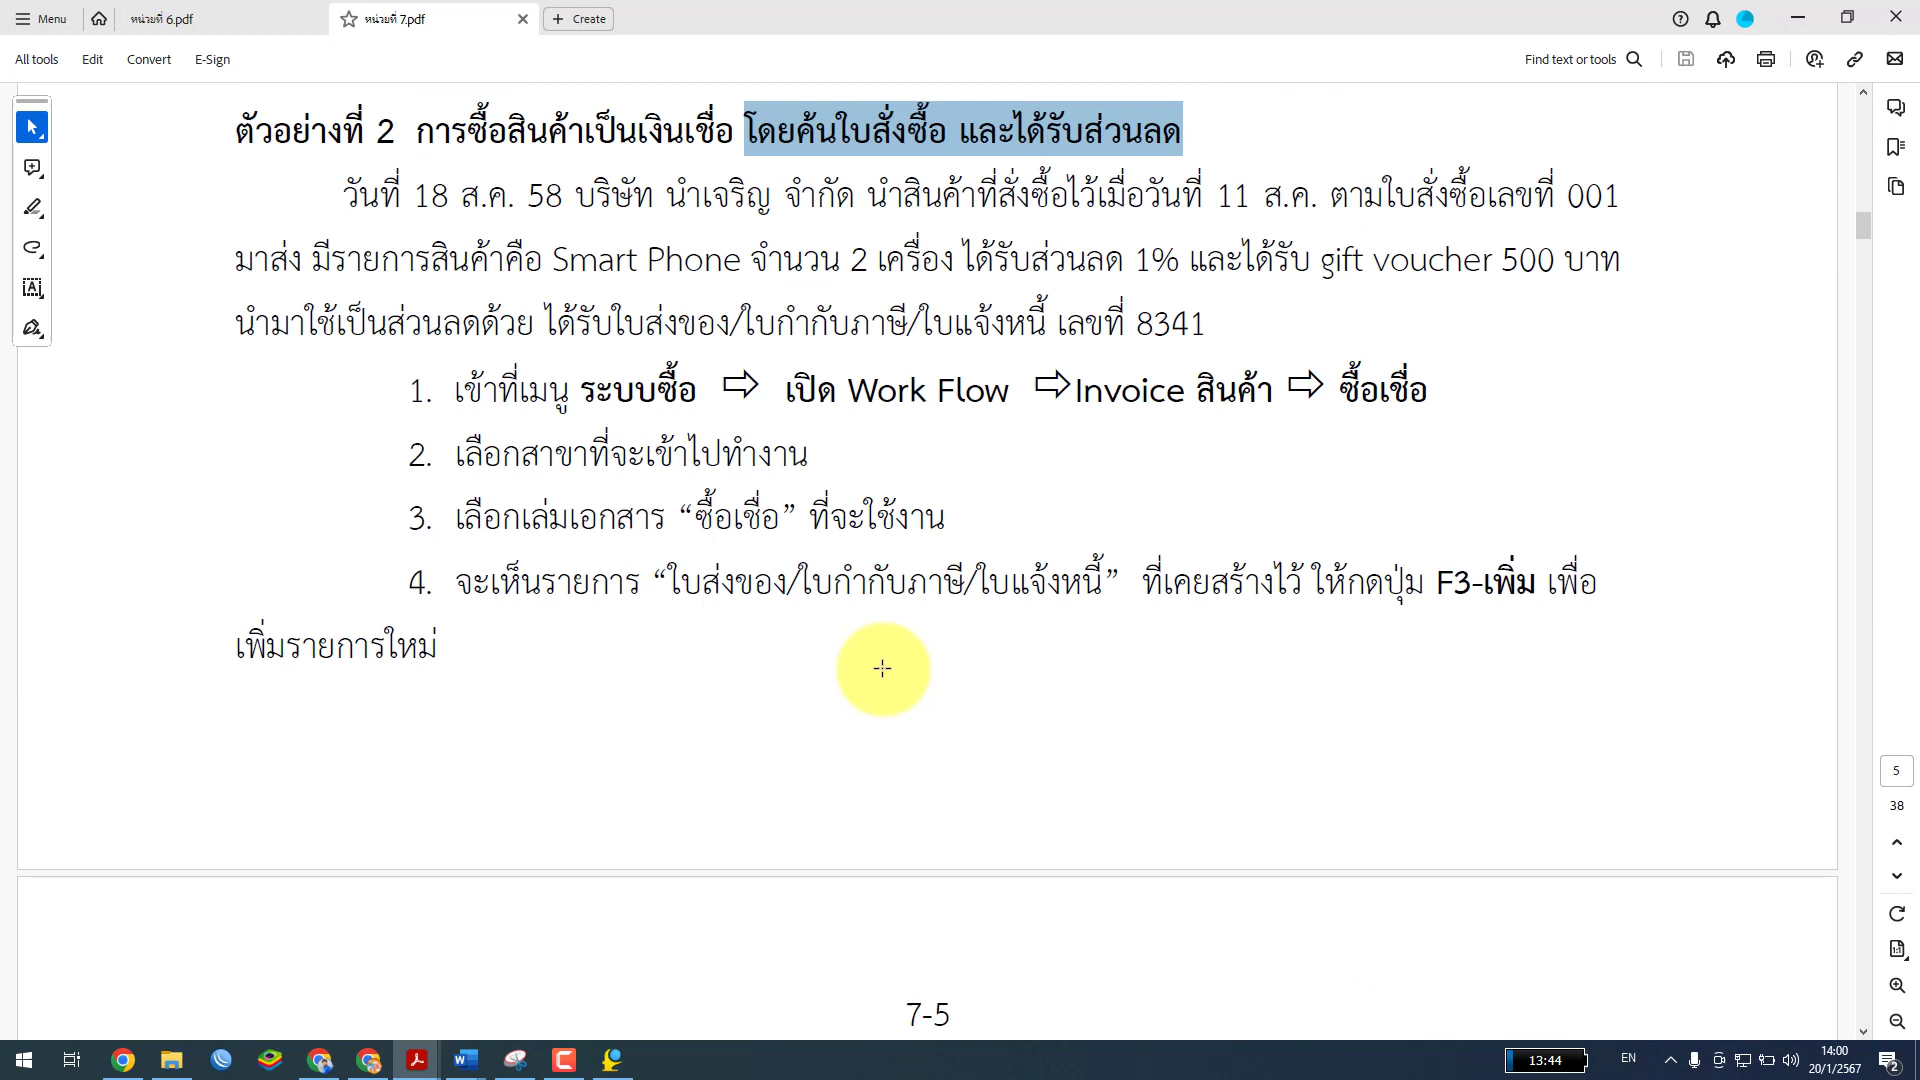 Menu
หน่วยที่ 6.pdf
หน่วยที่ 7.pdf
Create
All tools
Edit
Convert
E-Sign
Find text or tools
ตัวอย่างที่ 2 การซื้อสินค้าเป็นเงินเชื่อ โดยค้นใบสั่งซื้อ และได้รับส่วนลด
วันที่ 18 ส.ค. 58 บริษัท นำเจริญ จำกัด นำสินค้าที่สั่งซื้อไว้เมื่อวันที่ 11 ส.ค. ตามใบสั่งซื้อเลขที่ 001
มาส่ง มีรายการสินค้าคือ Smart Phone จำนวน 2 เครื่อง ได้รับส่วนลด 1% และได้รับ gift voucher 500 บาท
นำมาใช้เป็นส่วนลดด้วย ได้รับใบส่งของ/ใบกำกับภาษี/ใบแจ้งหนี้ เลขที่ 8341
1. เข้าที่เมนู ระบบซื้อ ⇨ เปิด Work Flow ⇨Invoice สินค้า ⇨ ซื้อเชื่อ
2. เลือกสาขาที่จะเข้าไปทำงาน
3. เลือกเล่มเอกสาร “ซื้อเชื่อ” ที่จะใช้งาน
4. จะเห็นรายการ “ใบส่งของ/ใบกำกับภาษี/ใบแจ้งหนี้” ที่เคยสร้างไว้ ให้กดปุ่ม F3-เพิ่ม เพื่อ
เพิ่มรายการใหม่
5
38
7-5
13:44
EN
14:00
20/1/2567
2